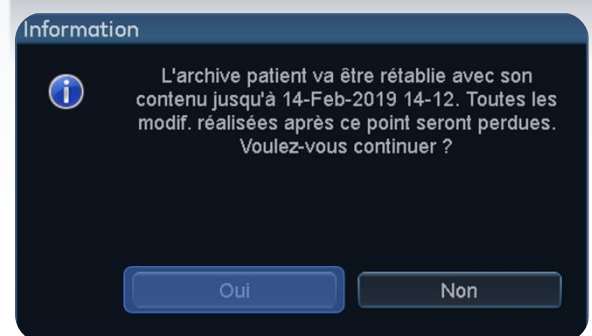 Information
L'archive patient va être rétablie avec son
contenu jusqu'à 14-Feb-2019 14-12. Toutes les
modif. réalisées après ce point seront perdues.
Voulez-vous continuer ?
Oui
Non